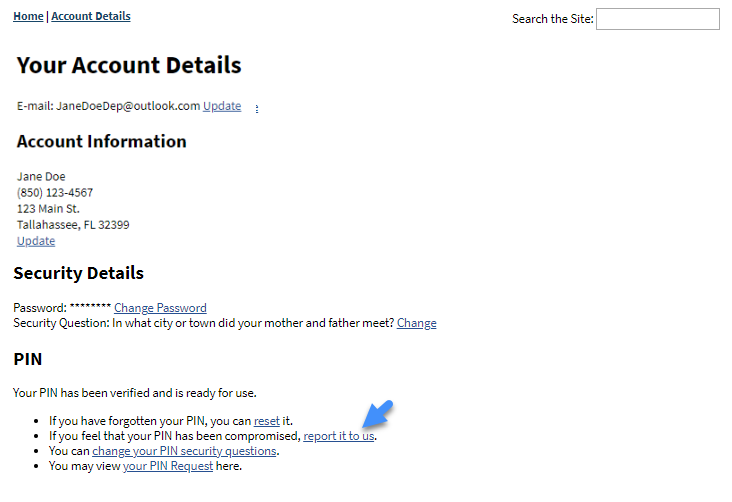 Home | Account Details
Search the Site:
Your Account Details
E-mail: JaneDoeDep@outlook.com Update :
Account Information
Jane Doe
(850) 123-4567
123 Main St.
Tallahassee, FL 32399
Update
Security Details
Password: ******** Change Password
Security Question: In what city or town did your mother and father meet? Change
PIN
Your PIN has been verified and is ready for use.
• If you have forgotten your PIN, you can reset it.
• If you feel that your PIN has been compromised, report it to us.
• You can change your PIN security questions.
• You may view your PIN Request here.